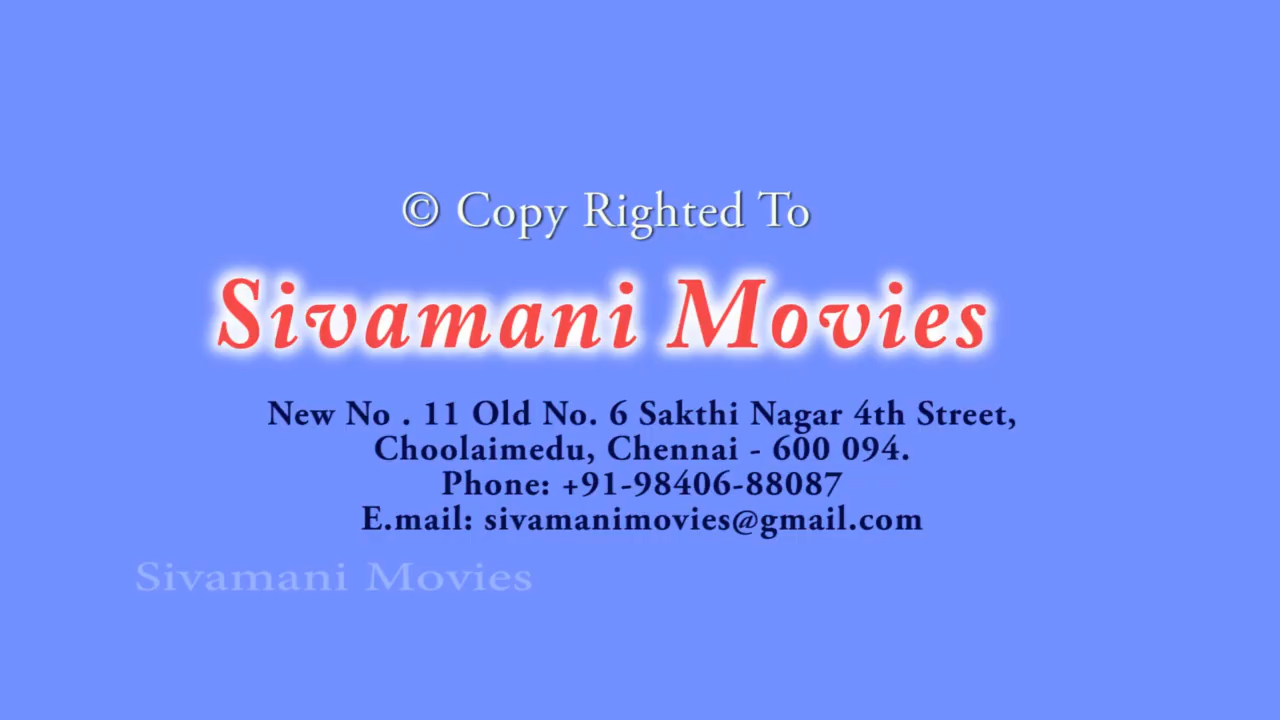 © Copy Righted To
Sivamani Movies
New No . 11 Old No. 6 Sakthi Nagar 4th Street,
Choolaimedu, Chennai - 600 094.
Phone: +91-98406-88087
E.mail: sivamanimovies@gmail.com
Sivamani Movies